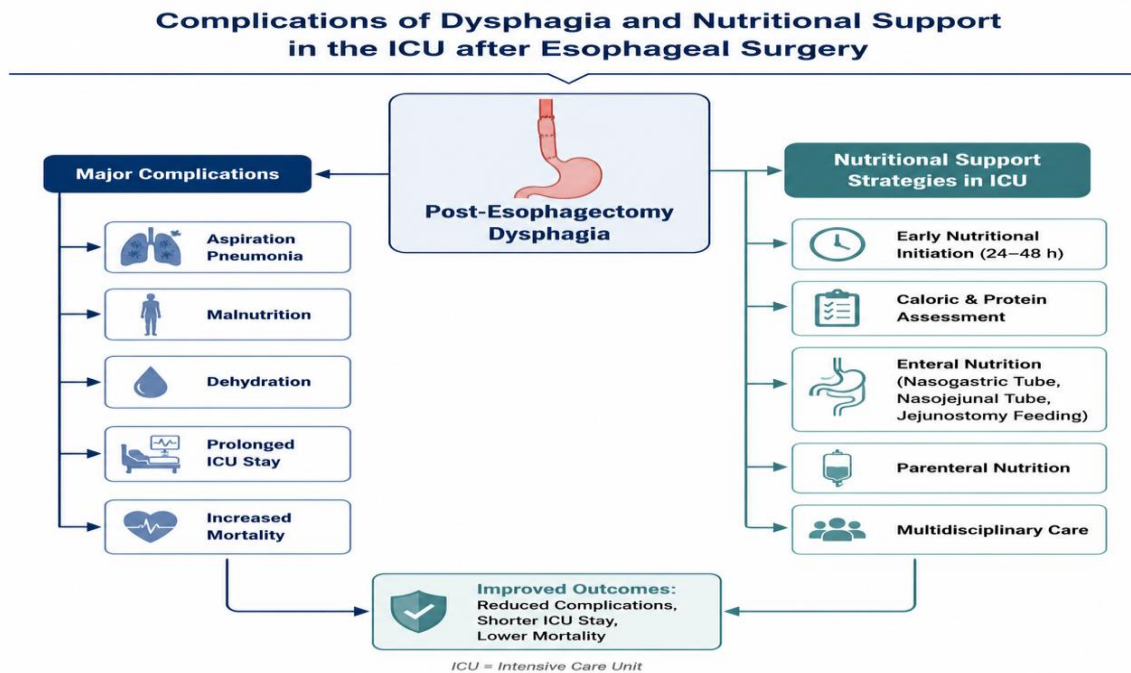 Complications of Dysphagia and Nutritional Support
in the ICU after Esophageal Surgery
Post-Esophagectomy
Dysphagia
Major Complications
Aspiration
Pneumonia
Malnutrition
Dehydration
Prolonged
ICU Stay
Increased
Mortality
Nutritional Support
Strategies in ICU
Early Nutritional
Initiation (24–48 h)
Caloric & Protein
Assessment
Enteral Nutrition
(Nasogastric Tube,
Nasojejunal Tube,
Jejunostomy Feeding)
Parenteral Nutrition
Multidisciplinary Care
Improved Outcomes:
Reduced Complications,
Shorter ICU Stay,
Lower Mortality
ICU = Intensive Care Unit